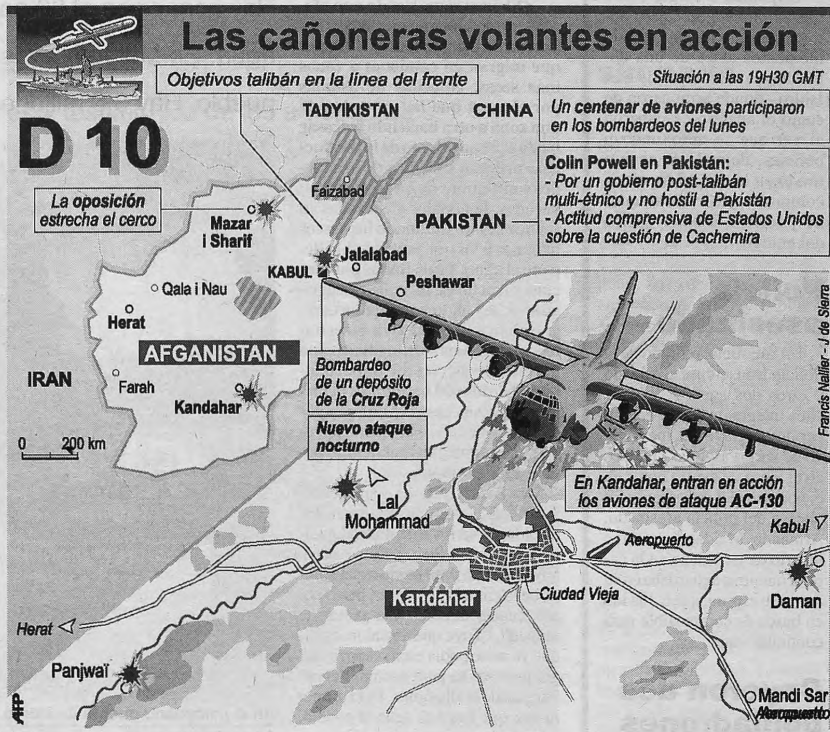 Las cañoneras volantes en acción
Objetivos talibán en la línea del frente
Situación a las 19H30 GMT
D 10
TADYIKISTAN
CHINA
Un centenar de aviones participaron
en los bombardeos del lunes
Colin Powell en Pakistán:
- Por un gobierno post-talibán
multi-étnico y no hostil a Pakistán
- Actitud comprensiva de Estados Unidos
sobre la cuestión de Cachemira
La oposición
estrecha el cerco
Faizabad
Mazar
i Sharif
PAKISTAN
KABUL
Jalalabad
Peshawar
Qala i Nau
Herat
AFGANISTAN
IRAN
Farah
Kandahar
0 200 km
Bombardeo
de un depósito
de la Cruz Roja
Nuevo ataque
nocturno
Francis Nallier - J de Sierra
En Kandahar, entran en acción
los aviones de ataque AC-130
Lal
Mohammad
Kabul
Aeropuerto
Kandahar
Ciudad Vieja
Daman
Herat
Panjwaï
Mandi Sar
Aeropuerto
AFP